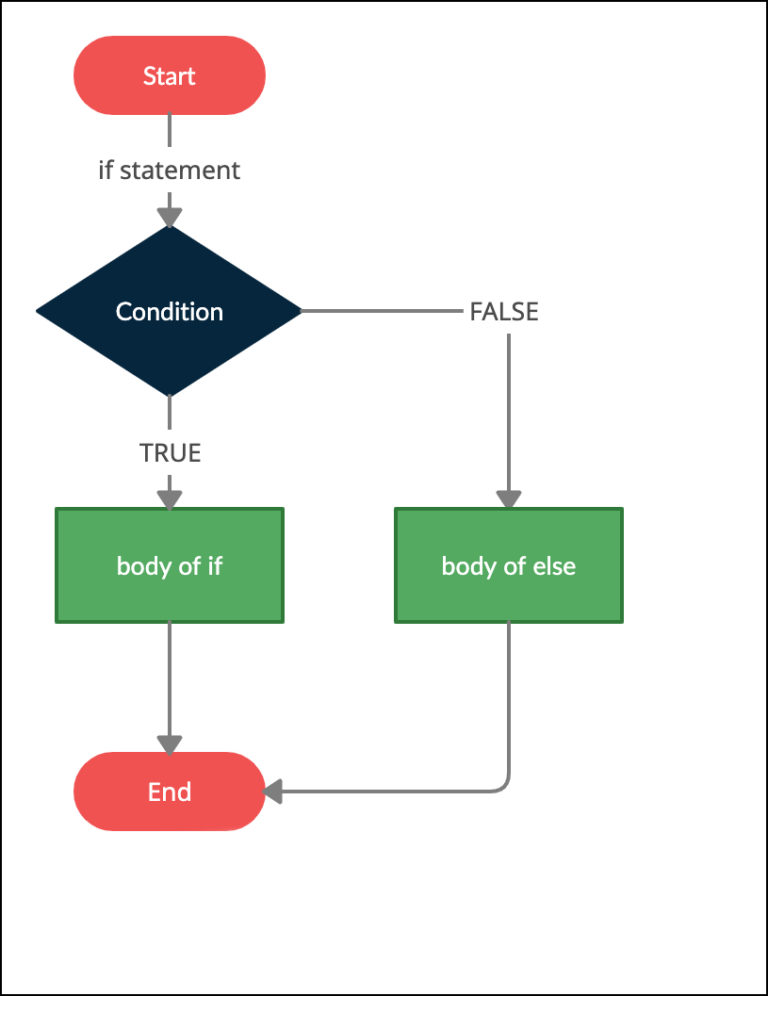 Start
if statement
Condition
FALSE
TRUE
body of if
body of else
End